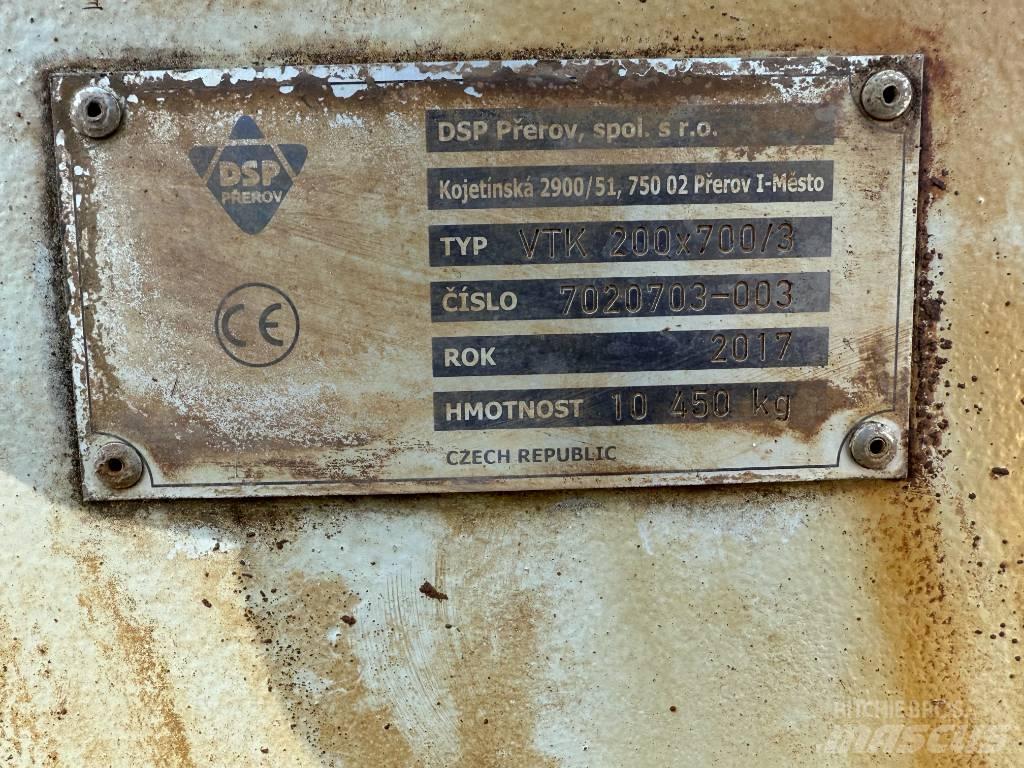 DSP
PŘEROV
CE
DSP Přerov, spol. s r.o.
Kojetínská 2900/51, 750 02 Přerov I-Město
TYP VTK 200x700/3
ČÍSLO 7020703-003
ROK 2017
HMOTNOST 10 450 kg
CZECH REPUBLIC
RITCHIE BROS.
mascus